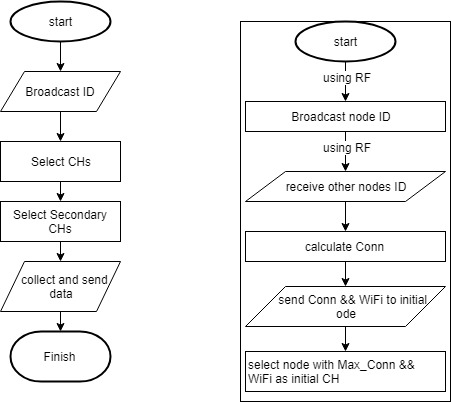 start
Broadcast ID
Select CHs
Select Secondary
CHs
collect and send
data
Finish
start
using RF
Broadcast node ID
using RF
receive other nodes ID
calculate Conn
send Conn && WiFi to initial
ode
select node with Max_Conn &&
WiFi as initial CH